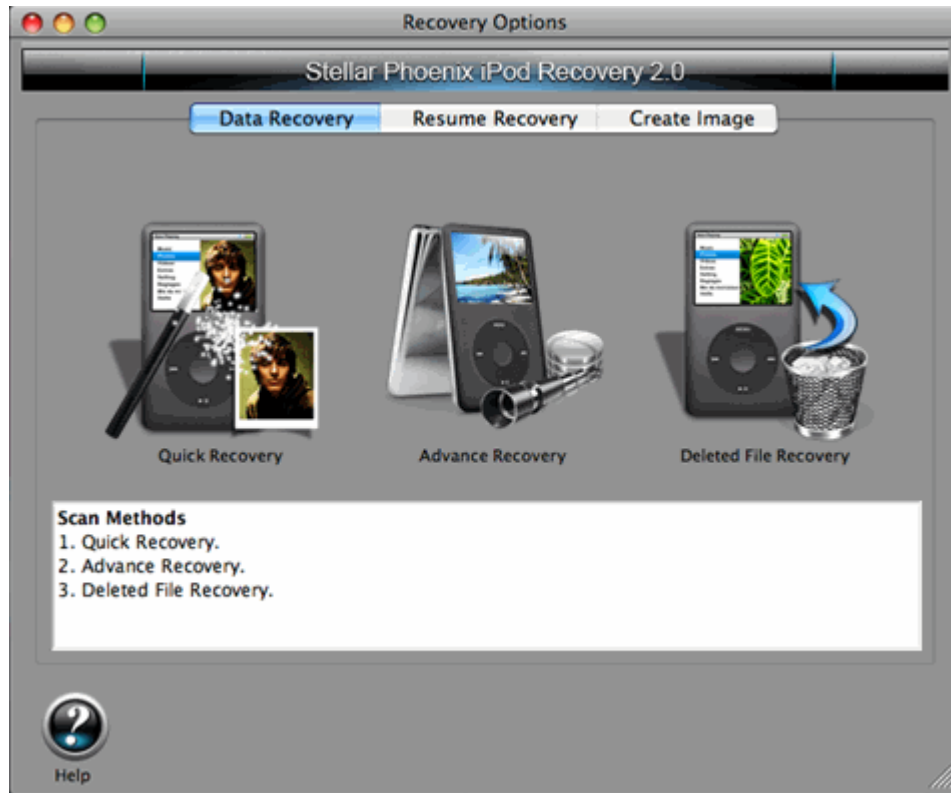 Recovery Options
Stellar Phoenix iPod Recovery 2.0
Data Recovery Resume Recovery Create Image
Quick Recovery Advance Recovery Deleted File Recovery
Scan Methods
1. Quick Recovery.
2. Advance Recovery.
3. Deleted File Recovery.
Help